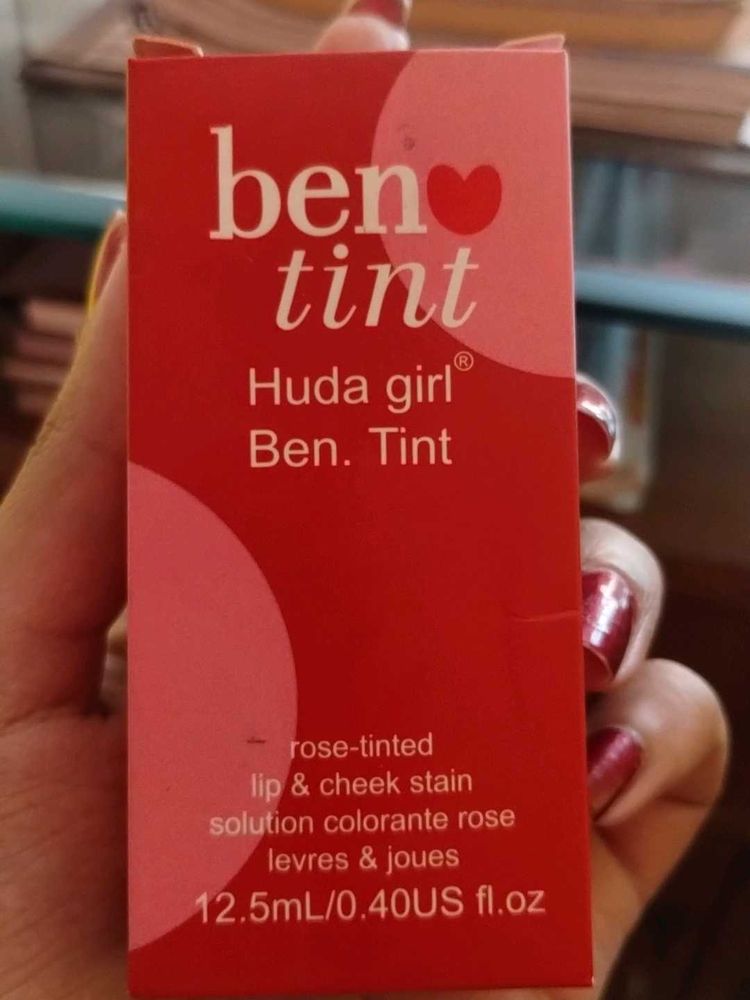 ben
tint
Huda girl®
Ben. Tint
rose-tinted
lip & cheek stain
solution colorante rose
levres & joues
12.5mL/0.40US fl.oz